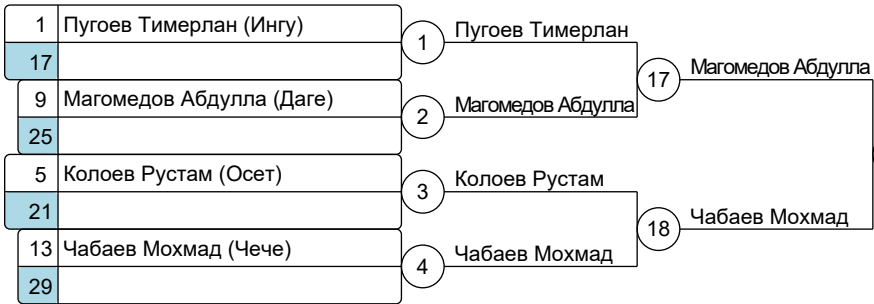 1 Пугоев Тимерлан (Ингу)
17
1
Пугоев Тимерлан
9 Магомедов Абдулла (Даге)
25
2
Магомедов Абдулла
17
Магомедов Абдулла
5 Колоев Рустам (Осет)
21
3
Колоев Рустам
13 Чабаев Мохмад (Чече)
29
4
Чабаев Мохмад
18
Чабаев Мохмад